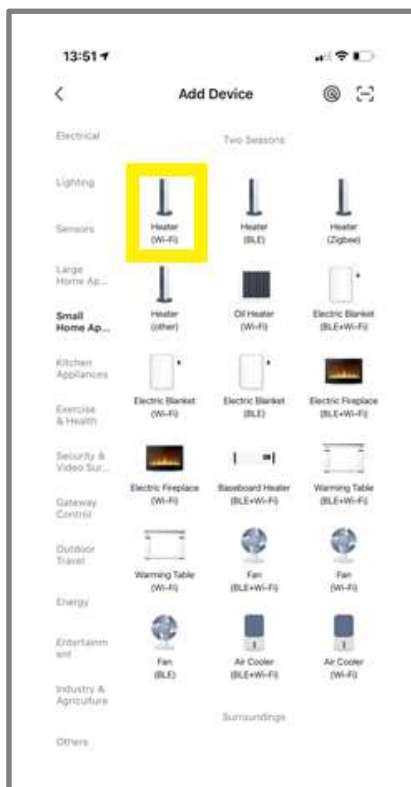 13:51
Add Device
Electrical
Lighting
Sensors
Large
Home Ap...
Small
Home Ap...
Kitchen
Appliances
Exercise
& Health
Security &
Video Sur...
Gateway
Control
Outdoor
Travel
Energy
Entertainm
ent
Industry &
Agriculture
Others
Two Seasons
Heater
(Wi-Fi)
Heater
(BLE)
Heater
(Zigbee)
Heater
(other)
Oil Heater
(Wi-Fi)
Electric Blanket
(BLE+Wi-Fi)
Electric Blanket
(Wi-Fi)
Electric Blanket
(BLE)
Electric Fireplace
(BLE+Wi-Fi)
Electric Fireplace
(Wi-Fi)
Baseboard Heater
(BLE+Wi-Fi)
Warming Table
(BLE+Wi-Fi)
Warming Table
(Wi-Fi)
Fan
(BLE+Wi-Fi)
Fan
(Wi-Fi)
Fan
(BLE)
Air Cooler
(BLE+Wi-Fi)
Air Cooler
(Wi-Fi)
Surroundings